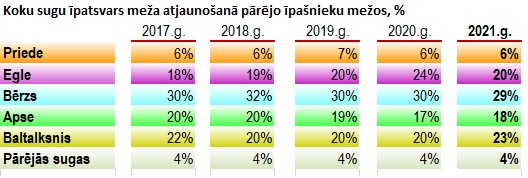 Koku sugu īpatsvars meža atjaunošanā pārējo īpašnieku mežos, %
2017.g. 2018.g. 2019.g. 2020.g. 2021.g.
Priede 6% 6% 7% 6% 6%
Egle 18% 19% 20% 24% 20%
Bērzs 30% 32% 30% 30% 29%
Apse 20% 20% 19% 17% 18%
Baltalksnis 22% 20% 20% 20% 23%
Pārējās sugas 4% 4% 4% 4% 4%